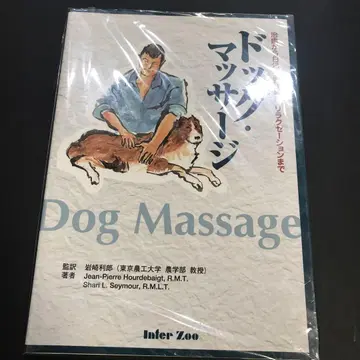 リラクセーションまで
ドッグ・
マッサージ
Dog Massage
監訳 岩崎利郎（東京農工大学 農学部 教授）
著者 Jean-Pierre Hourdebaigt, R.M.T.
Shari L. Seymour, R.M.L.T.
Inter Zoo